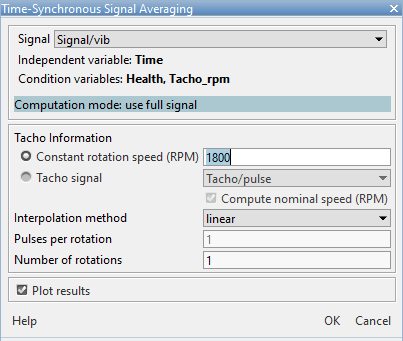 Time-Synchronous Signal Averaging
Signal Signal/vib
Independent variable: Time
Condition variables: Health, Tacho_rpm
Computation mode: use full signal
Tacho Information
Constant rotation speed (RPM) 1800
Tacho signal Tacho/pulse
Compute nominal speed (RPM)
Interpolation method linear
Pulses per rotation 1
Number of rotations 1
Plot results
Help OK Cancel